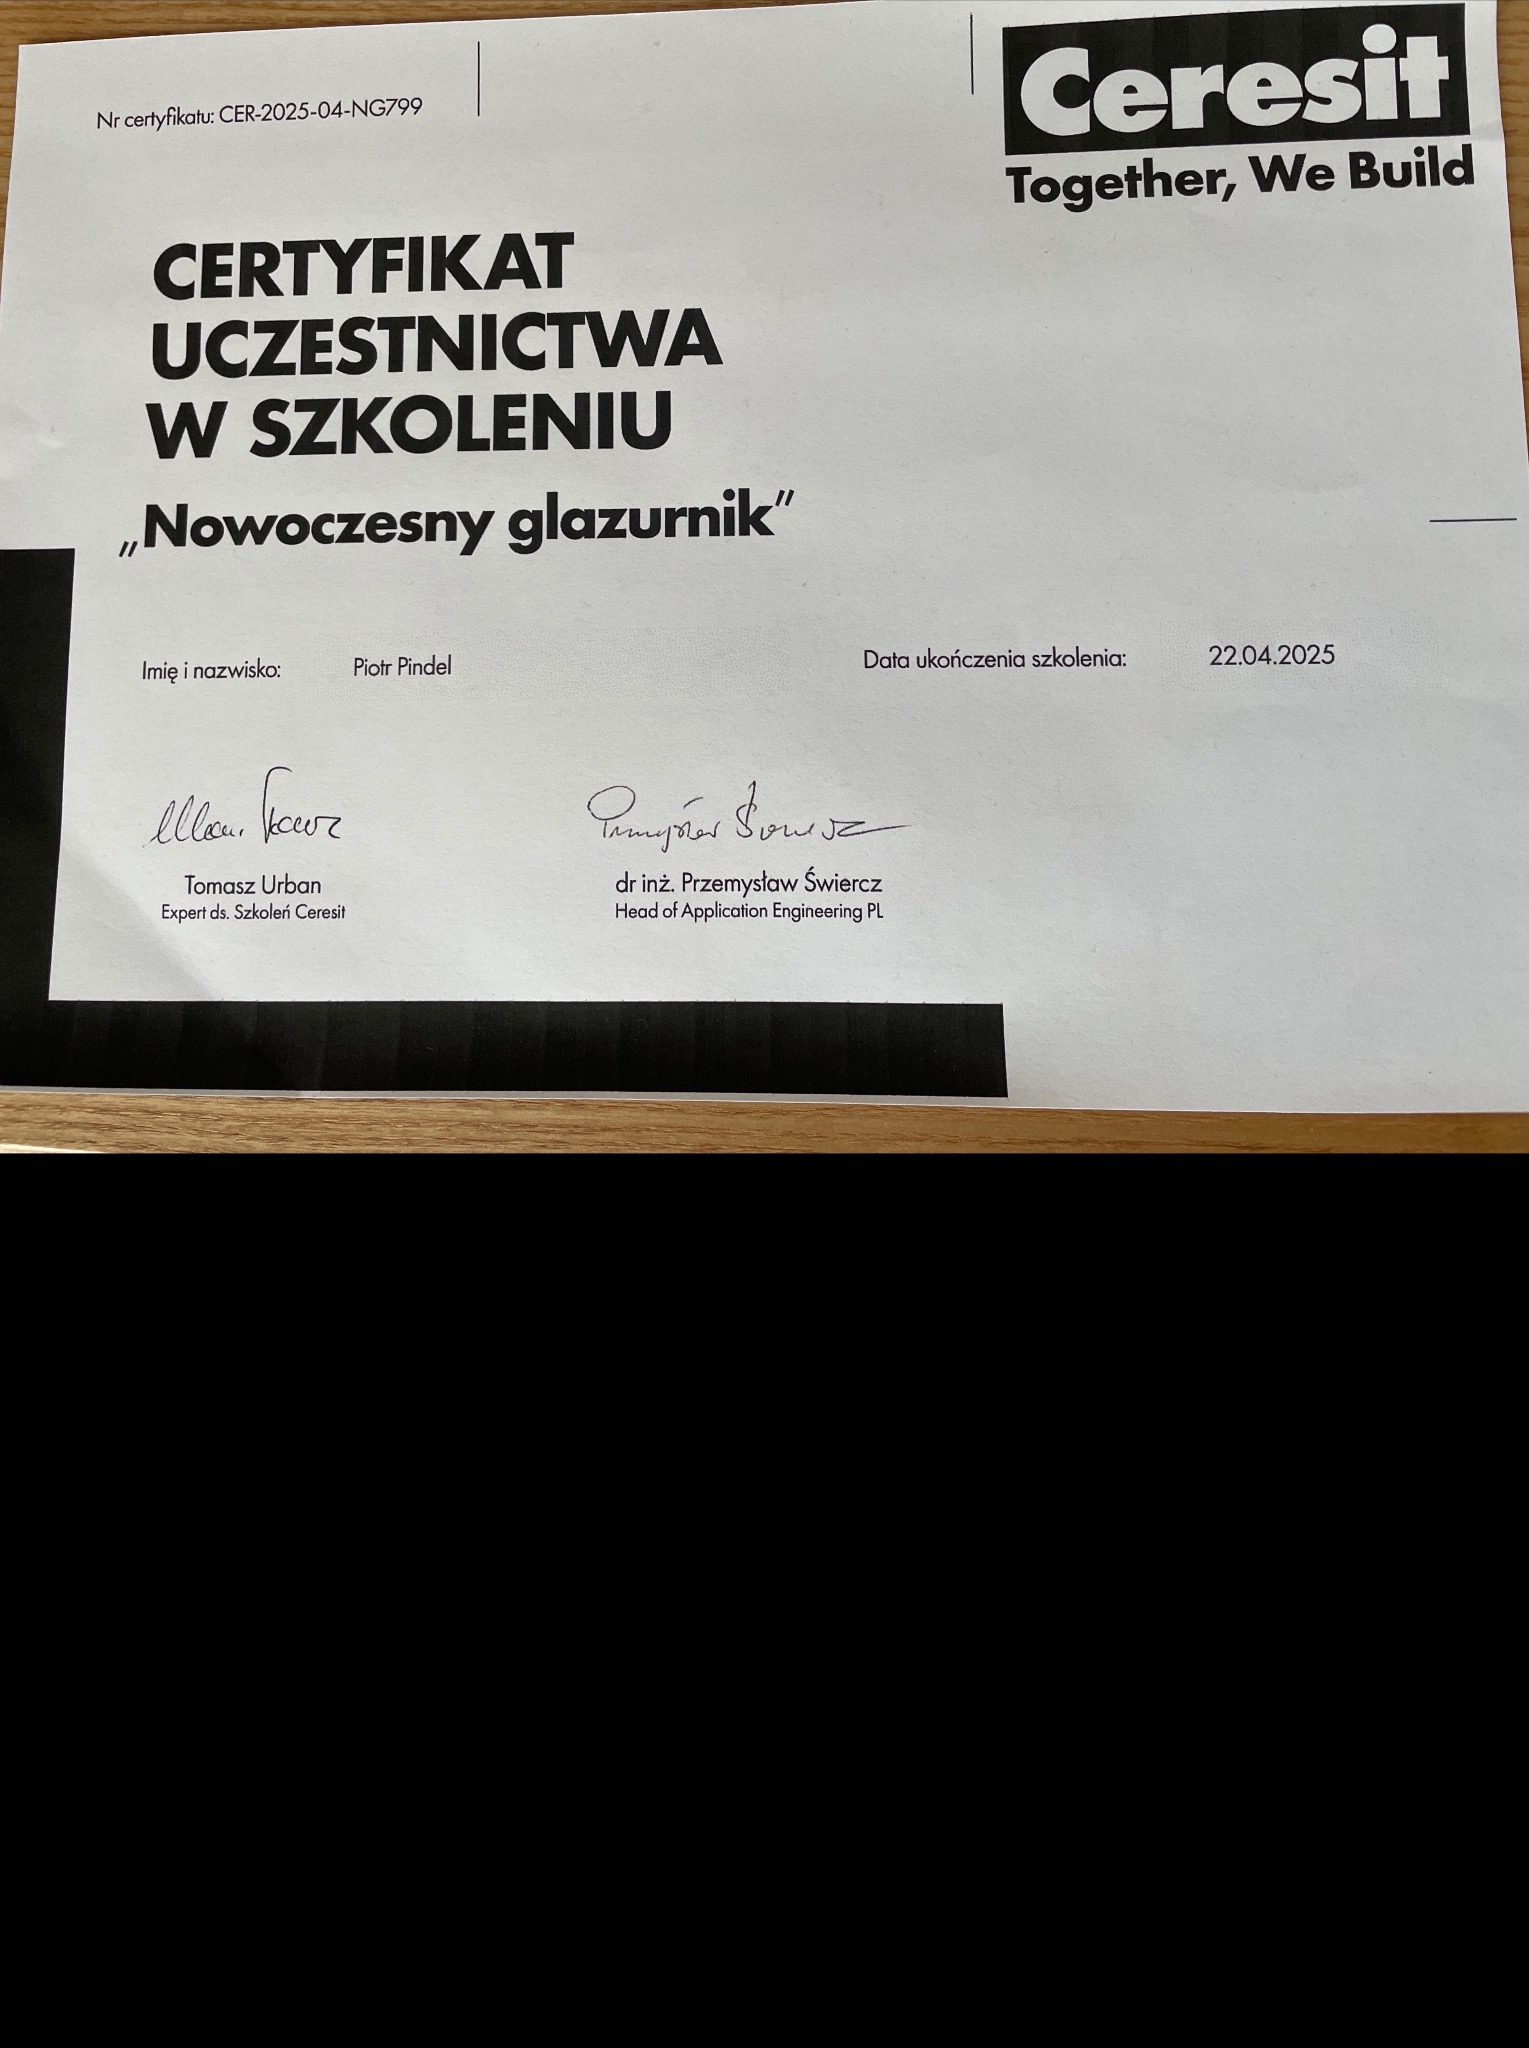 Nr certyfikatu: CER-2025-04-NG799
Ceresit
Together, We Build
CERTYFIKAT
UCZESTNICTWA
W SZKOLENIU
„Nowoczesny glazurnik”
Imię i nazwisko: Piotr Pindel
Data ukończenia szkolenia: 22.04.2025
Tomasz Urban
Expert ds. Szkoleń Ceresit
dr inż. Przemysław Świercz
Head of Application Engineering PL